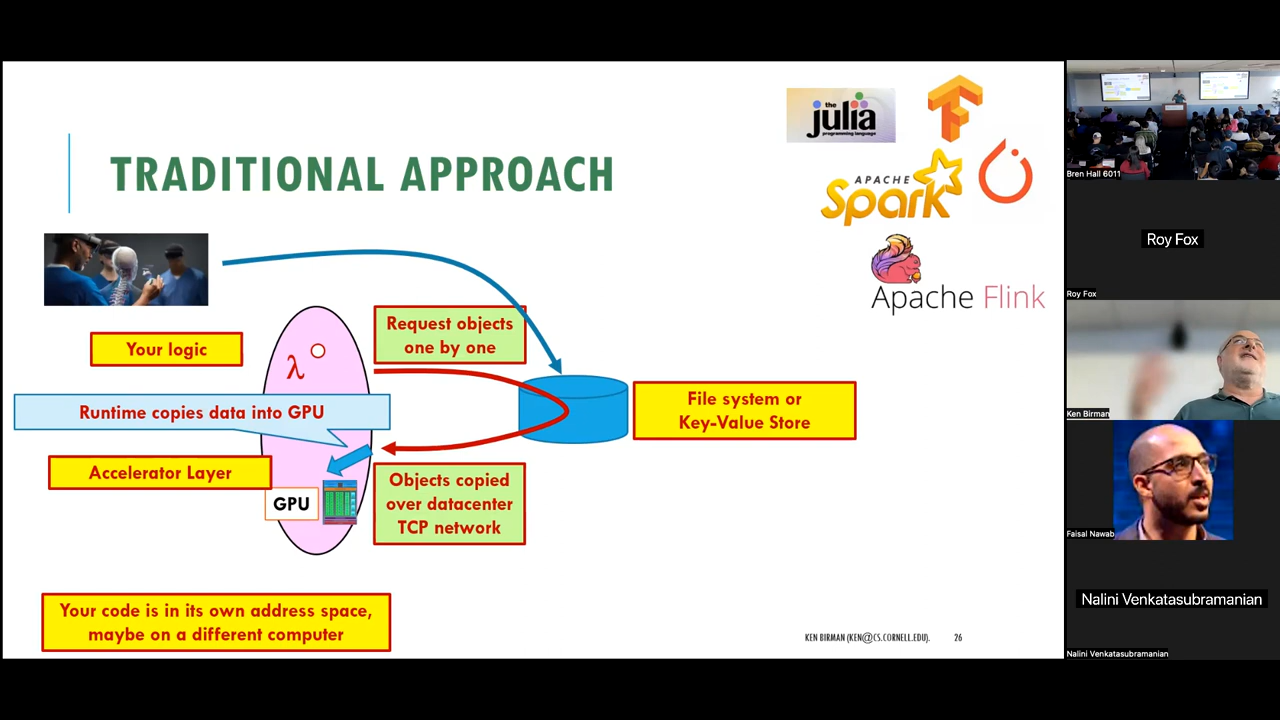 TRADITIONAL APPROACH
the
julia
programming language
APACHE
Spark
Apache Flink
Your logic
λ
Request objects
one by one
Runtime copies data into GPU
File system or
Key-Value Store
Accelerator Layer
GPU
Objects copied
over datacenter
TCP network
Your code is in its own address space,
maybe on a different computer
KEN BIRMAN (KEN@CS.CORNELL.EDU).
26
Bren Hall 6011
Roy Fox
Roy Fox
Ken Birman
Faisal Nawab
Nalini Venkatasubramanian
Nalini Venkatasubramanian